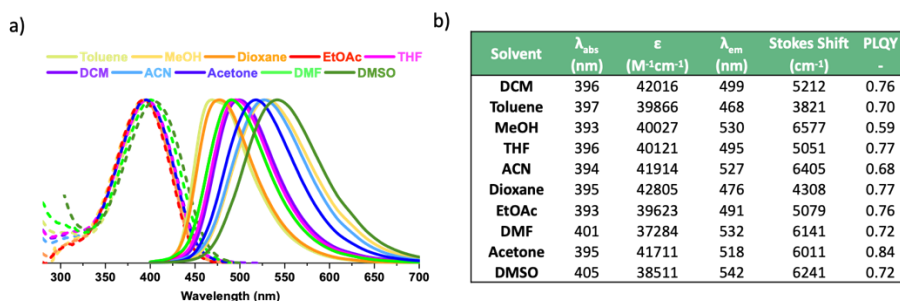 a)
Toluene MeOH Dioxane EtOAc THF
DCM ACN Acetone DMF DMSO
300 350 400 450 500 550 600 650 700
Wavelength (nm)
b)
Solvent λabs (nm) ε (M-1cm-1) λem (nm) Stokes Shift (cm-1) PLQY -
DCM 396 42016 499 5212 0.76
Toluene 397 39866 468 3821 0.70
MeOH 393 40027 530 6577 0.59
THF 396 40121 495 5051 0.77
ACN 394 41914 527 6405 0.68
Dioxane 395 42805 476 4308 0.77
EtOAc 393 39623 491 5079 0.76
DMF 401 37284 532 6141 0.72
Acetone 395 41711 518 6011 0.84
DMSO 405 38511 542 6241 0.72